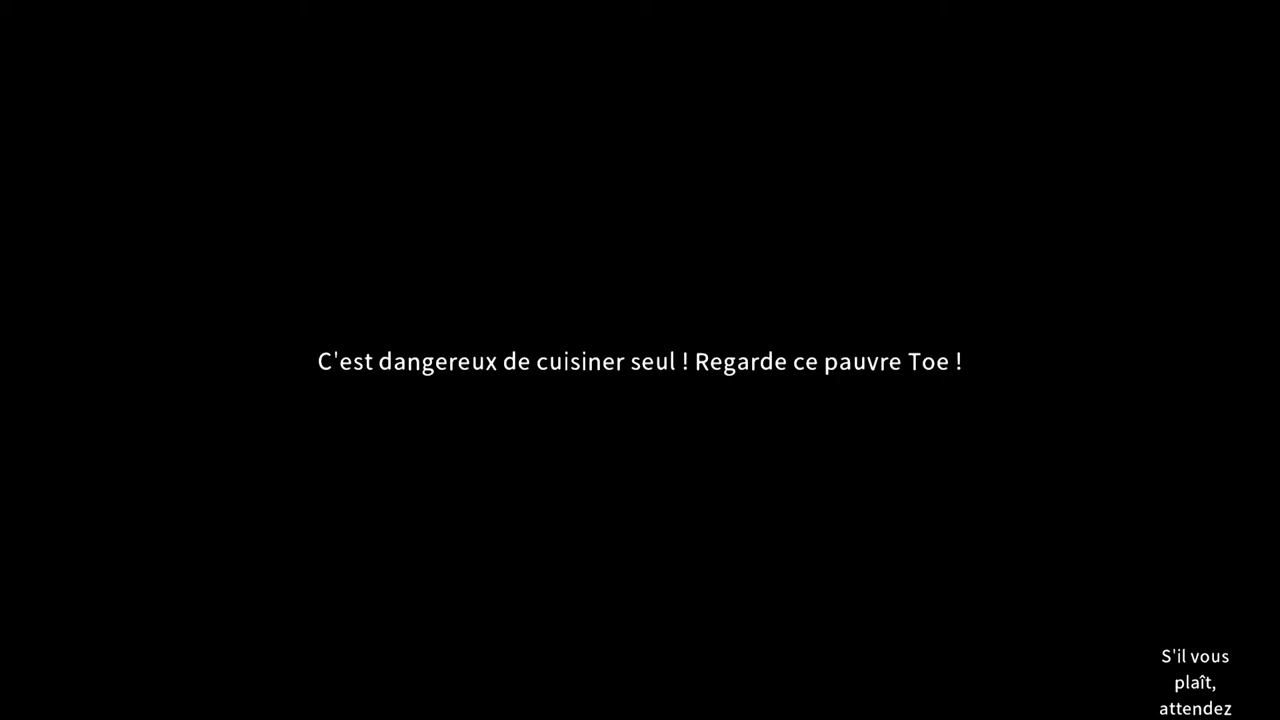 C'est dangereux de cuisiner seul ! Regarde ce pauvre Toe !
S'il vous
plaît,
attendez